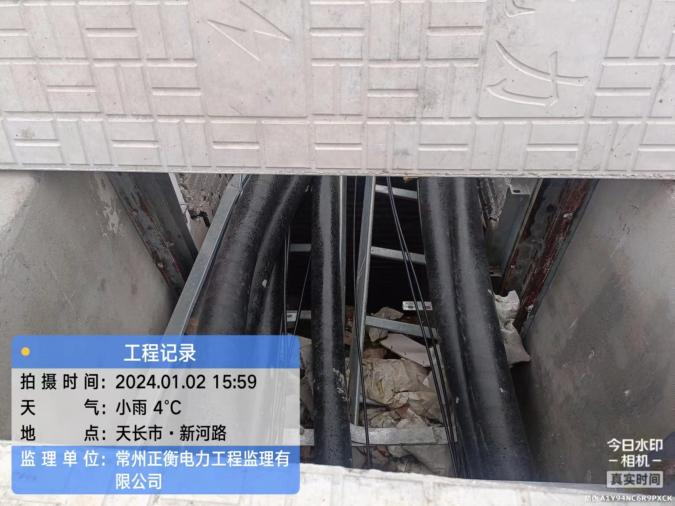 工程记录
拍摄时间：2024.01.02 15:59
天气：小雨 4°C
地点：天长市·新河路
监理单位：常州正衡电力工程监理有
限公司
今日水印
-相机-
真实时间